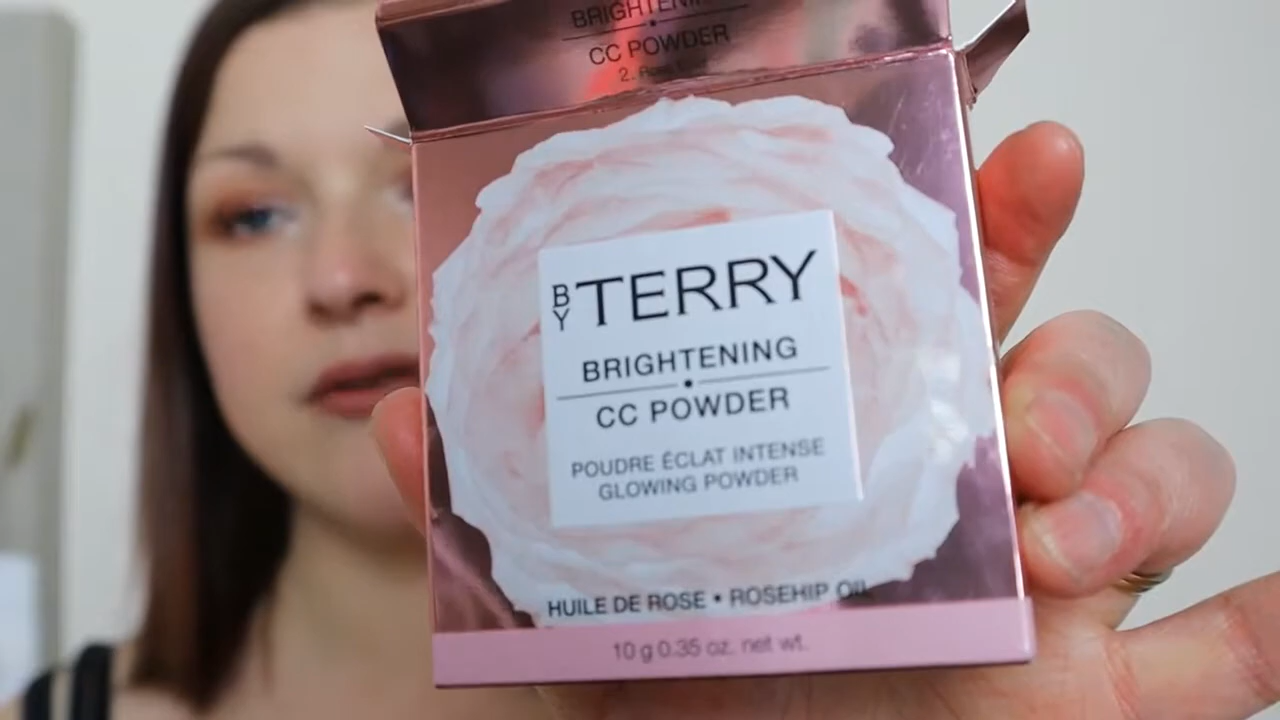 BRIGHTENING
CC POWDER
2.
BY TERRY
BRIGHTENING
CC POWDER
POUDRE ÉCLAT INTENSE
GLOWING POWDER
HUILE DE ROSE • ROSEHIP OIL
10 g 0.35 oz. net wt.